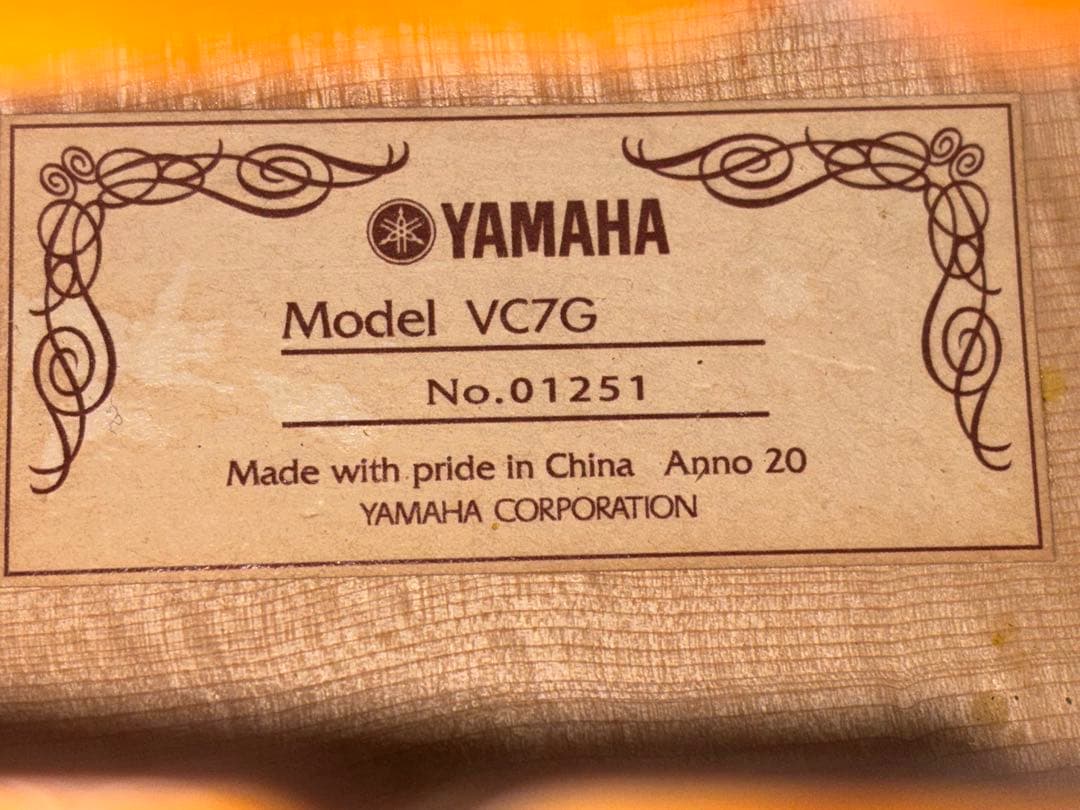 YAMAHA
Model VC7G
No.01251
Made with pride in China Anno 20
YAMAHA CORPORATION